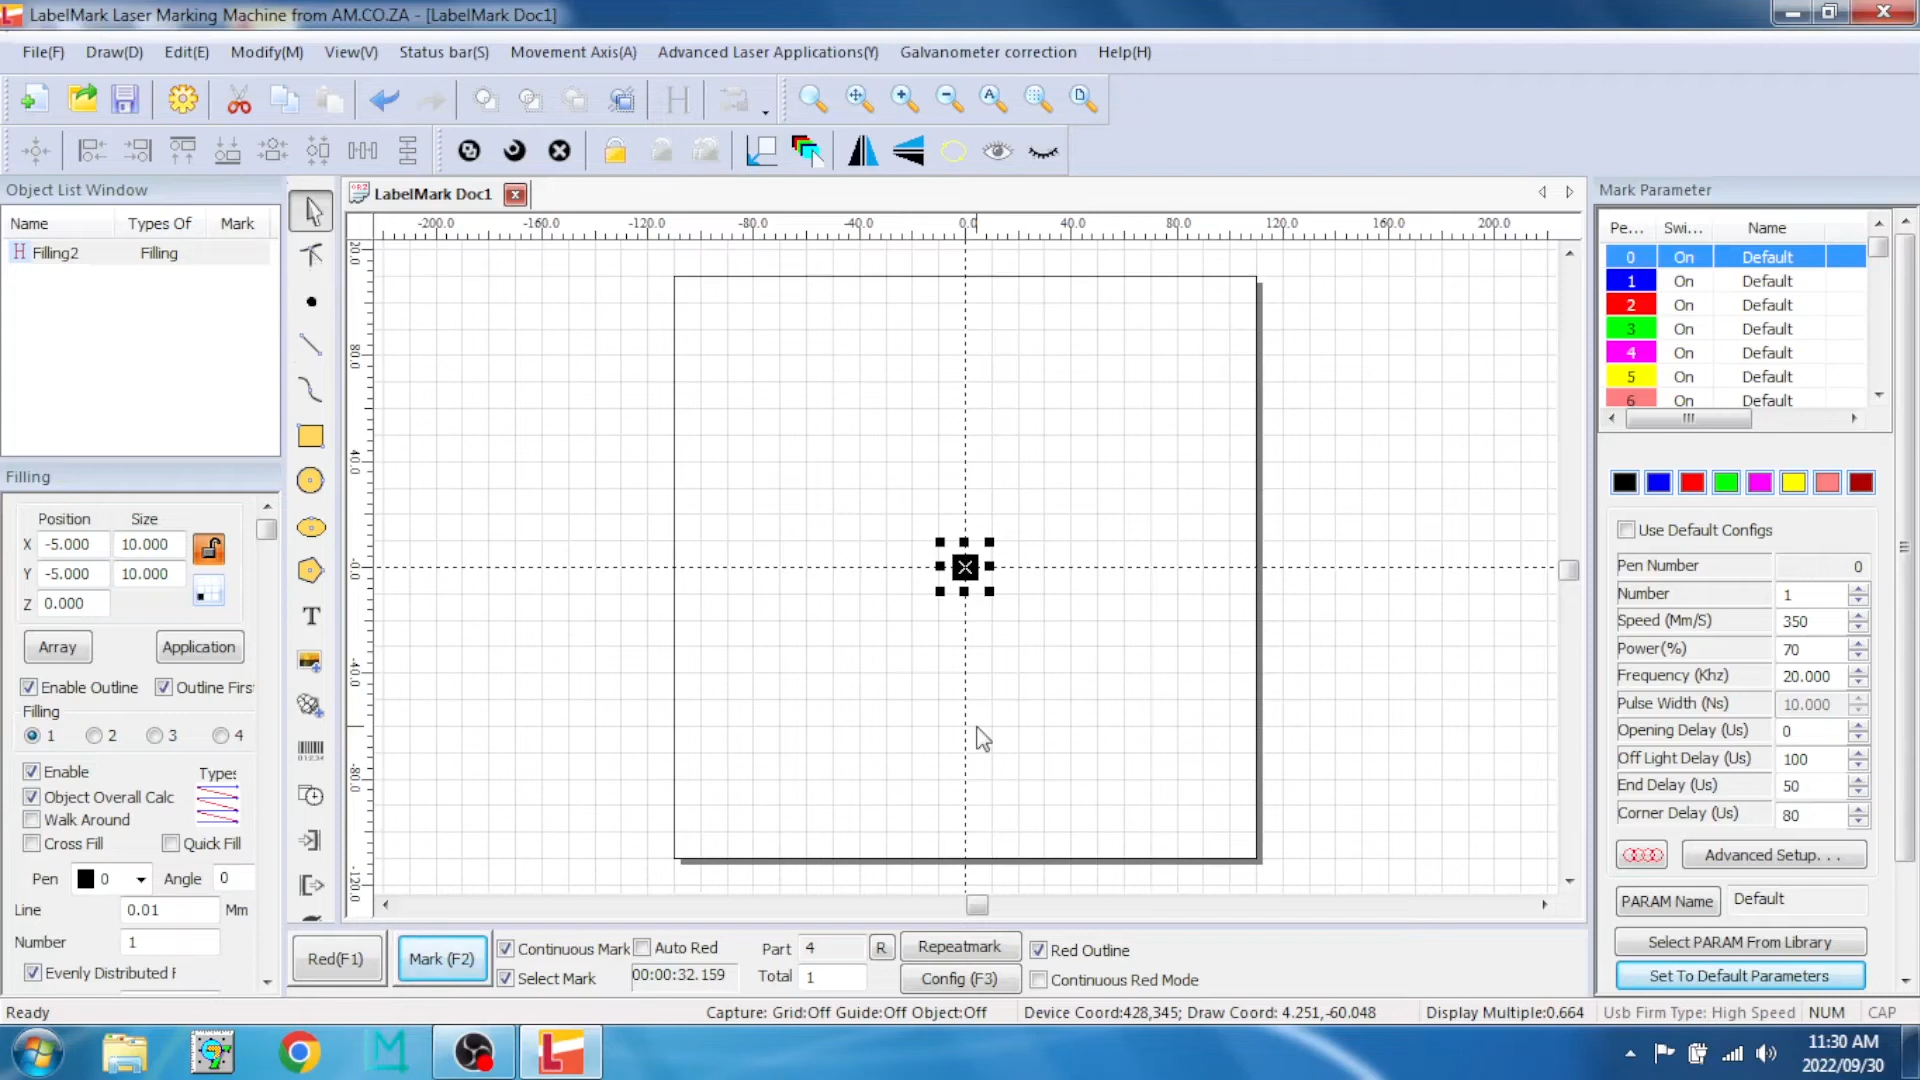 LabelMark Laser Marking Machine from AM.CO.ZA - [LabelMark Doc1]
File(F) Draw(D) Edit(E) Modify(M) View(V) Status bar(S) Movement Axis(A) Advanced Laser Applications(Y) Galvanometer correction Help(H)
Object List Window
Name Types Of Mark
Filling2 Filling
LabelMark Doc1
-200.0 -160.0 -120.0 -80.0 -40.0 0.0 40.0 80.0 120.0 160.0 200.0
80.0
40.0
-0.0
-40.0
-80.0
-120.0
Filling
Position Size
X -5.000 10.000
Y -5.000 10.000
Z 0.000
Array Application
Enable Outline Outline Firs
Filling
1 2 3 4
Enable Types
Object Overall Calc
Walk Around
Cross Fill Quick Fill
Pen 0 Angle 0
Line 0.01 Mm
Number 1
Evenly Distributed F
Red(F1) Mark (F2)
Continuous Mark Auto Red Part 4 R Repeatmark Red Outline
Select Mark 00:00:32.159 Total 1 Config (F3) Continuous Red Mode
Mark Parameter
Pe... Swi... Name
0 On Default
1 On Default
2 On Default
3 On Default
4 On Default
5 On Default
6 On Default
Use Default Configs
Pen Number 0
Number 1
Speed (Mm/S) 350
Power(%) 70
Frequency (Khz) 20.000
Pulse Width (Ns) 10.000
Opening Delay (Us) 0
Off Light Delay (Us) 100
End Delay (Us) 50
Corner Delay (Us) 80
Advanced Setup. . .
PARAM Name Default
Select PARAM From Library
Set To Default Parameters
Ready Capture: Grid:Off Guide:Off Object:Off Device Coord:428,345; Draw Coord: 4.251,-60.048 Display Multiple:0.664 Usb Firm Type: High Speed NUM CAP
11:30 AM
2022/09/30